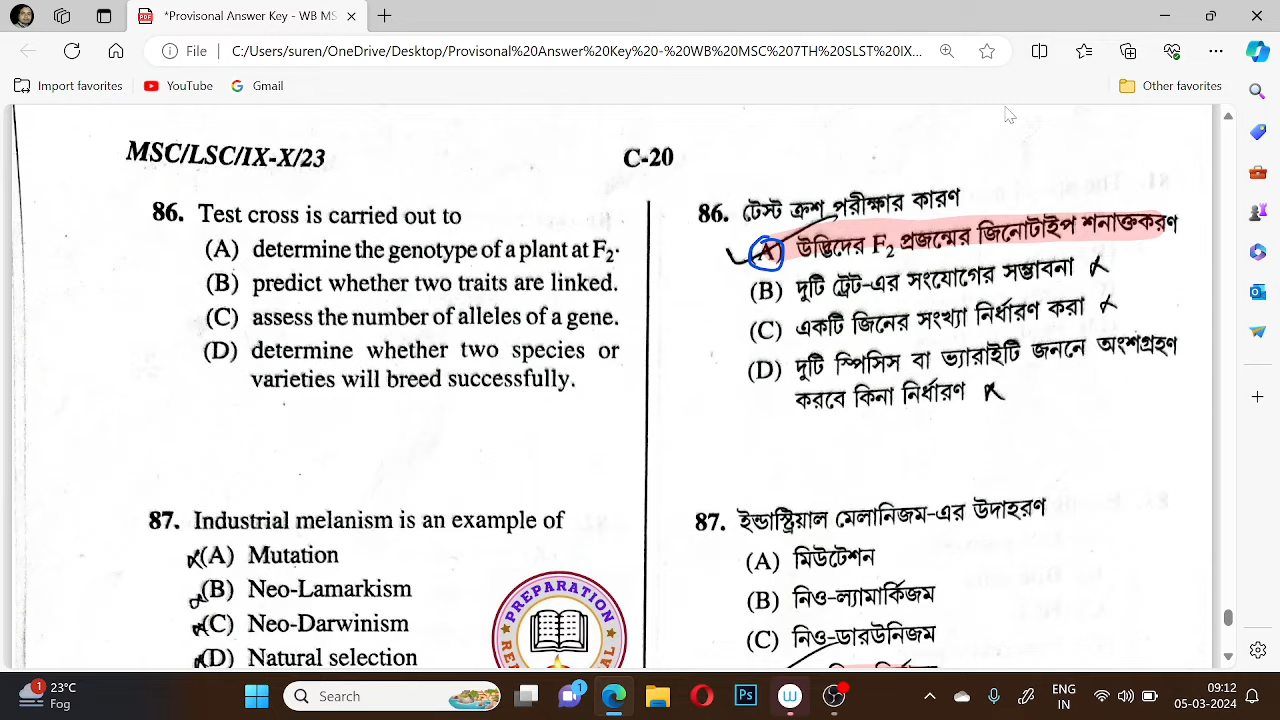 *Provisonal Answer Key - WB MS
File
C:/Users/suren/OneDrive/Desktop/Provisonal%20Answer%20Key%20-%20WB%20MSC%207TH%20SLST%20IX...
Import favorites
YouTube
Gmail
Other favorites
MSC/LSC/IX-X/23
C-20
86. Test cross is carried out to
(A) determine the genotype of a plant at F₂.
(B) predict whether two traits are linked.
(C) assess the number of alleles of a gene.
(D) determine whether two species or
varieties will breed successfully.
87. Industrial melanism is an example of
(A) Mutation
(B) Neo-Lamarkism
(C) Neo-Darwinism
(D) Natural selection
86. টেস্ট ক্রশ পরীক্ষার কারণ
(A) উদ্ভিদের F₂ প্রজন্মের জিনোটাইপ শনাক্তকরণ
(B) দুটি ট্রেট-এর সংযোগের সম্ভাবনা
(C) একটি জিনের সংখ্যা নির্ধারণ করা
(D) দুটি স্পিসিস বা ভ্যারাইটি জননে অংশগ্রহণ
করবে কিনা নির্ধারণ
87. ইন্ডাস্ট্রিয়াল মেলানিজম-এর উদাহরণ
(A) মিউটেশন
(B) নিও-ল্যামার্কিজম
(C) নিও-ডারউনিজম
PREPARATION
23°C
Fog
Search
ENG
IN
09:12
05-03-2024